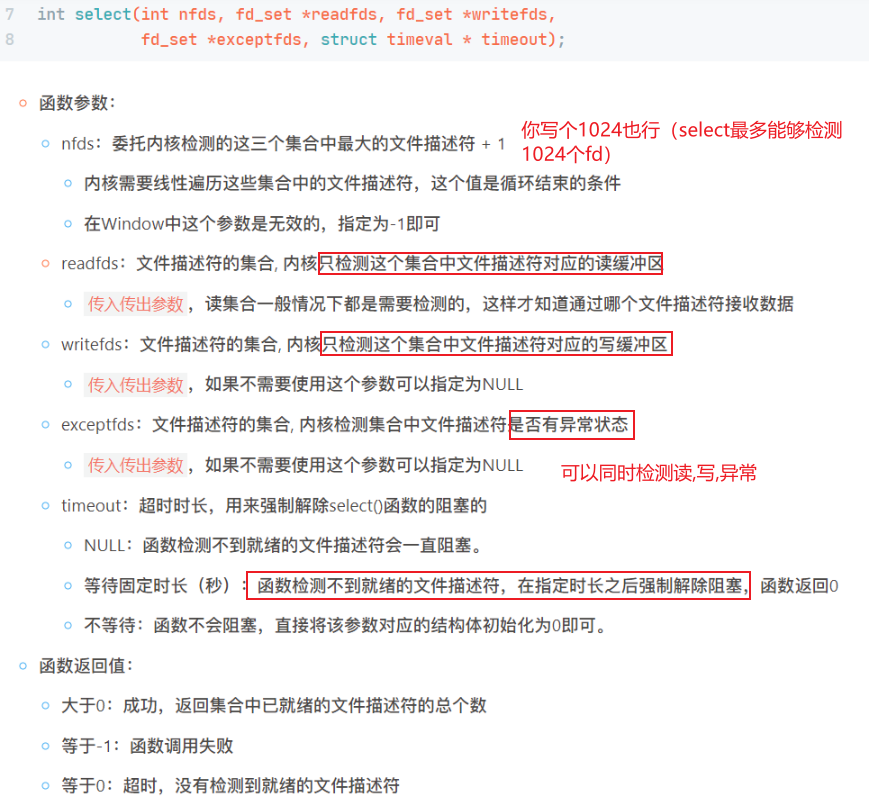 7 int select(int nfds, fd_set *readfds, fd_set *writefds,
8 fd_set *exceptfds, struct timeval * timeout);
函数参数：
nfds：委托内核检测的这三个集合中最大的文件描述符 + 1
你写个1024也行（select最多能够检测
1024个fd）
内核需要线性遍历这些集合中的文件描述符，这个值是循环结束的条件
在Window中这个参数是无效的，指定为-1即可
readfds：文件描述符的集合, 内核只检测这个集合中文件描述符对应的读缓冲区
传入传出参数，读集合一般情况下都是需要检测的，这样才知道通过哪个文件描述符接收数据
writefds：文件描述符的集合, 内核只检测这个集合中文件描述符对应的写缓冲区
传入传出参数，如果不需要使用这个参数可以指定为NULL
exceptfds：文件描述符的集合, 内核检测集合中文件描述符是否有异常状态
传入传出参数，如果不需要使用这个参数可以指定为NULL
可以同时检测读,写,异常
timeout：超时时长，用来强制解除select()函数的阻塞的
NULL：函数检测不到就绪的文件描述符会一直阻塞。
等待固定时长（秒）：函数检测不到就绪的文件描述符，在指定时长之后强制解除阻塞，函数返回0
不等待：函数不会阻塞，直接将该参数对应的结构体初始化为0即可。
函数返回值：
大于0：成功，返回集合中已就绪的文件描述符的总个数
等于-1：函数调用失败
等于0：超时，没有检测到就绪的文件描述符